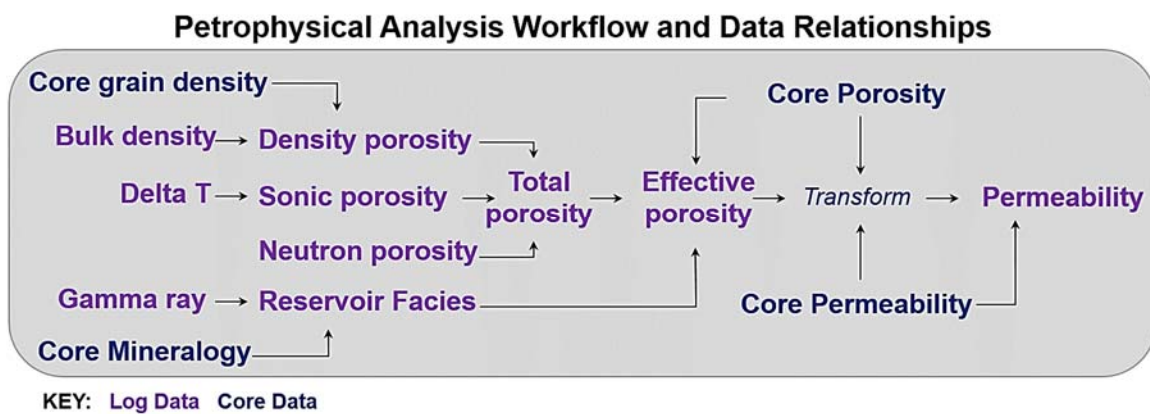 Petrophysical Analysis Workflow and Data Relationships
Core grain density
Core Porosity
Bulk density
Density porosity
Delta T
Sonic porosity
Total
porosity
Effective
porosity
Transform
Permeability
Neutron porosity
Gamma ray
Reservoir Facies
Core Permeability
Core Mineralogy
KEY: Log Data Core Data